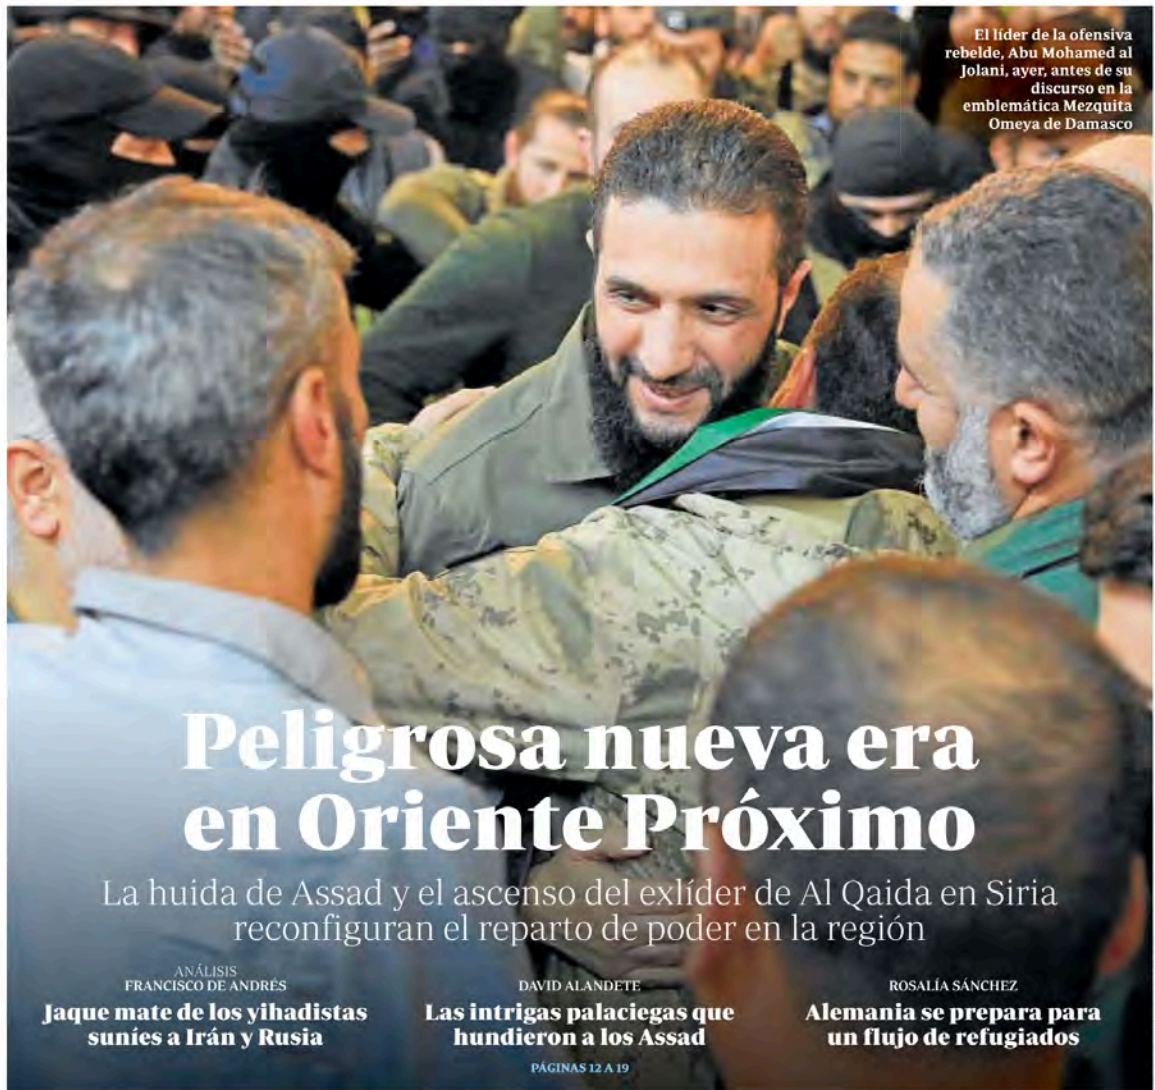 El líder de la ofensiva
rebelde, Abu Mohamed al
Jolani, ayer, antes de su
discurso en la
emblemática Mezquita
Omeya de Damasco
Peligrosa nueva era
en Oriente Próximo
La huida de Assad y el ascenso del exlíder de Al Qaida en Siria
reconfiguran el reparto de poder en la región
ANÁLISIS
FRANCISCO DE ANDRÉS
Jaque mate de los yihadistas
suníes a Irán y Rusia
DAVID ALANDETE
Las intrigas palaciegas que
hundieron a los Assad
ROSALÍA SÁNCHEZ
Alemania se prepara para
un flujo de refugiados
PÁGINAS 12 A 19